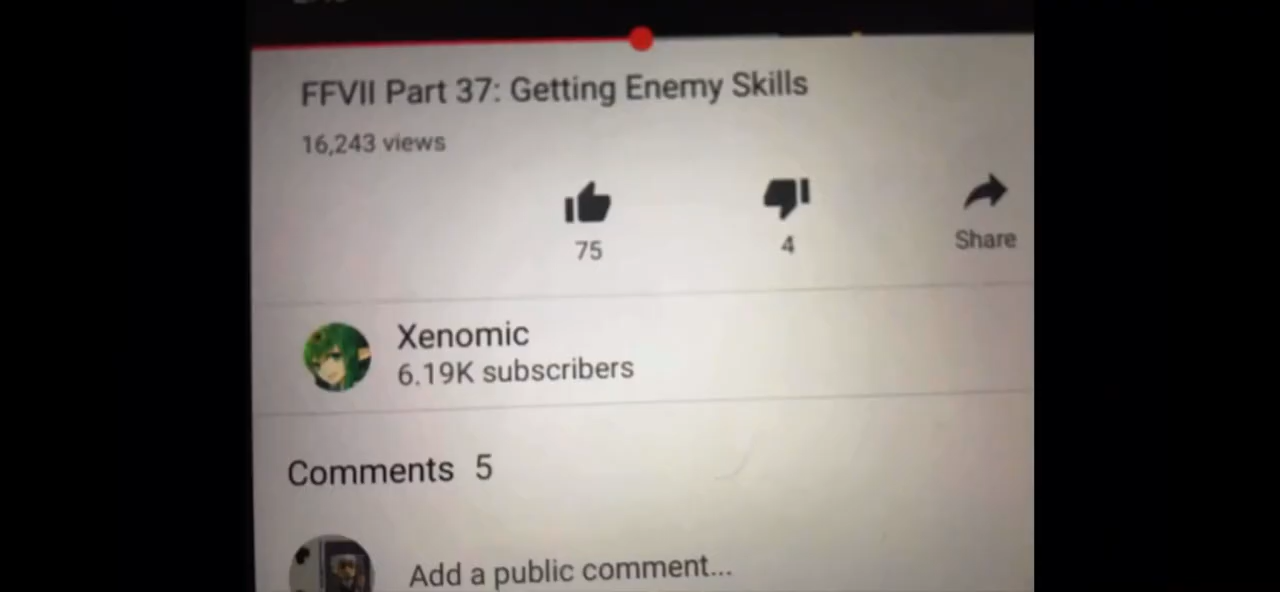 FFVII Part 37: Getting Enemy Skills
16,243 views
75
4
Share
Xenomic
6.19K subscribers
Comments 5
Add a public comment...